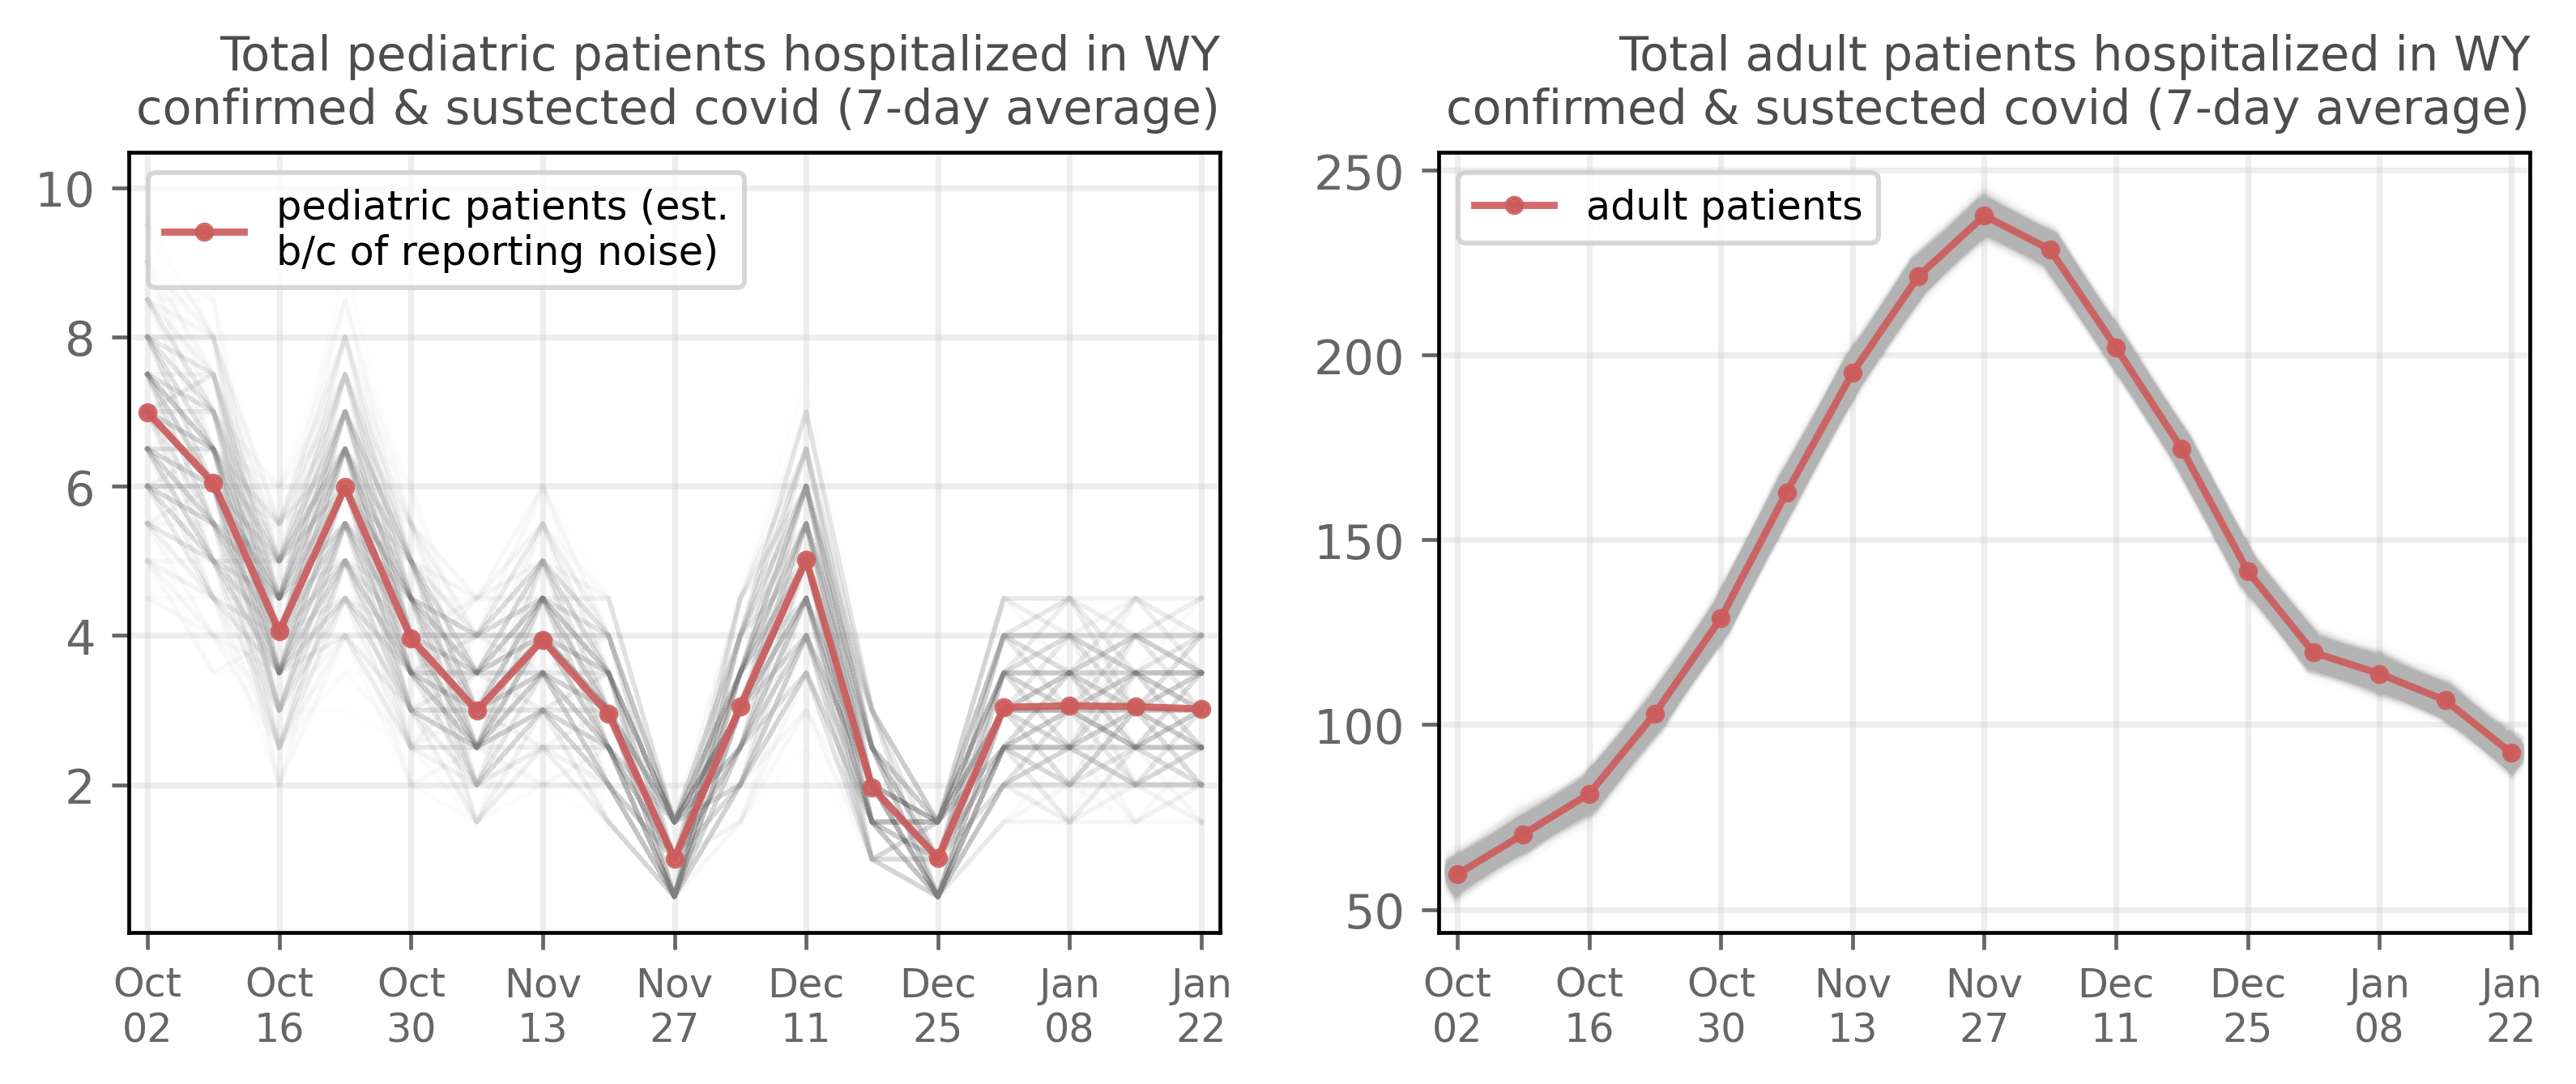 Total pediatric patients hospitalized in WY
confirmed & sustected covid (7-day average)
pediatric patients (est.
b/c of reporting noise)
10
8
6
4
2
Oct Oct Oct Nov Nov Dec Dec Jan Jan
02 16 30 13 27 11 25 08 22
Total adult patients hospitalized in WY
confirmed & sustected covid (7-day average)
adult patients
250
200
150
100
50
Oct Oct Oct Nov Nov Dec Dec Jan Jan
02 16 30 13 27 11 25 08 22